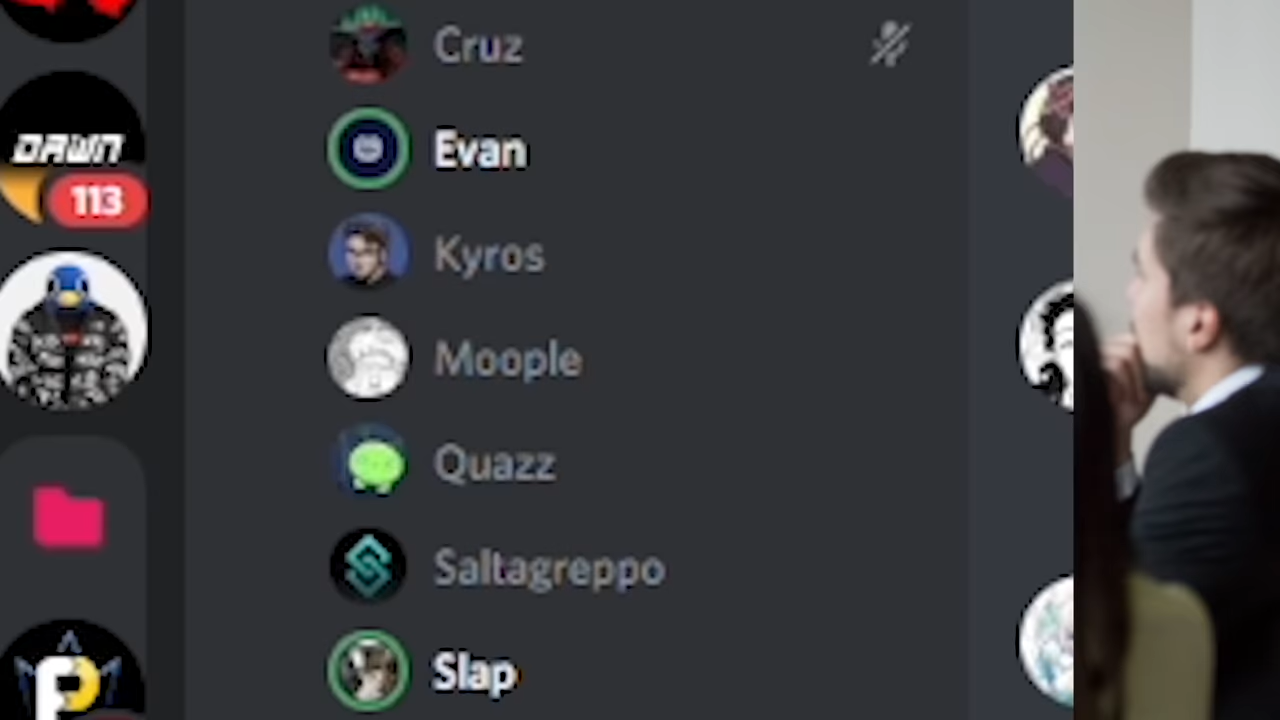 Cruz
DAWN
Evan
113
Kyros
Moople
Quazz
Saltagreppo
Slap
P